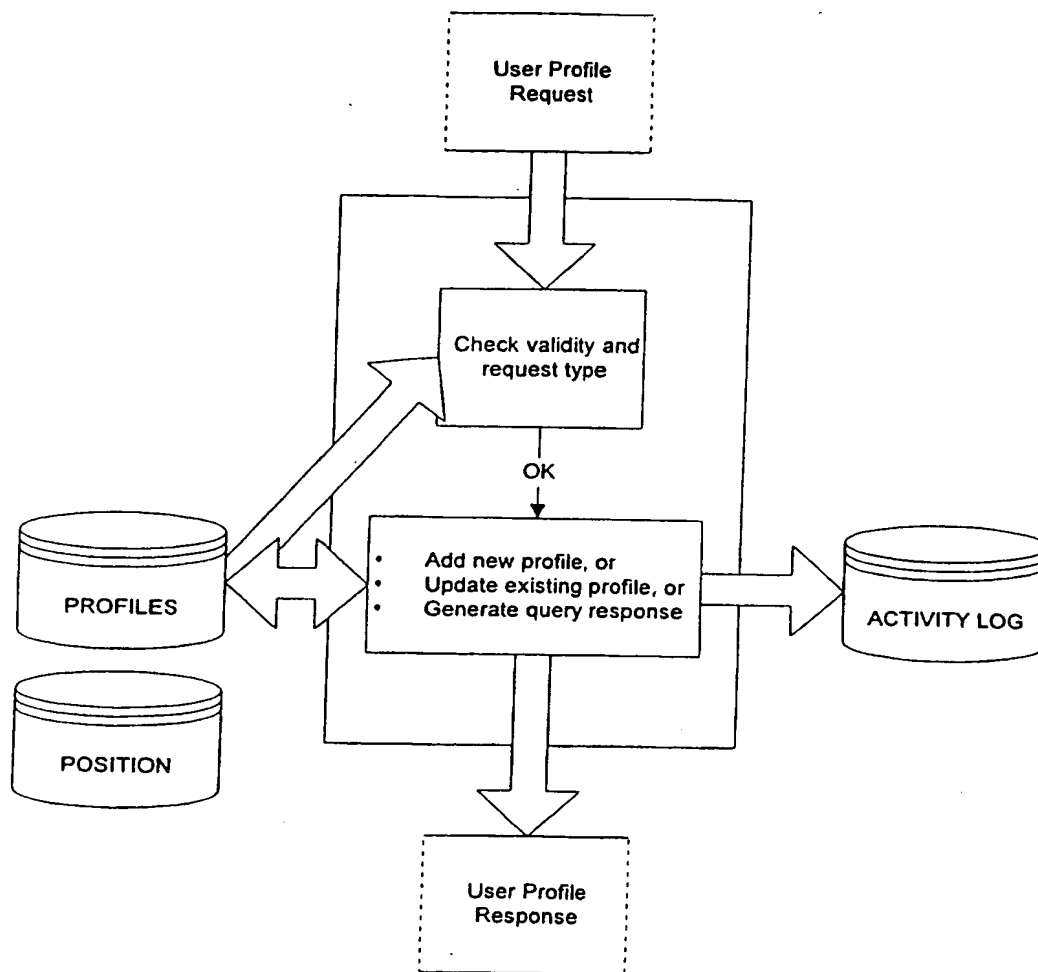 User Profile
Request
Check validity and
request type
OK
• Add new profile, or
• Update existing profile, or
• Generate query response
PROFILES
ACTIVITY LOG
POSITION
User Profile
Response